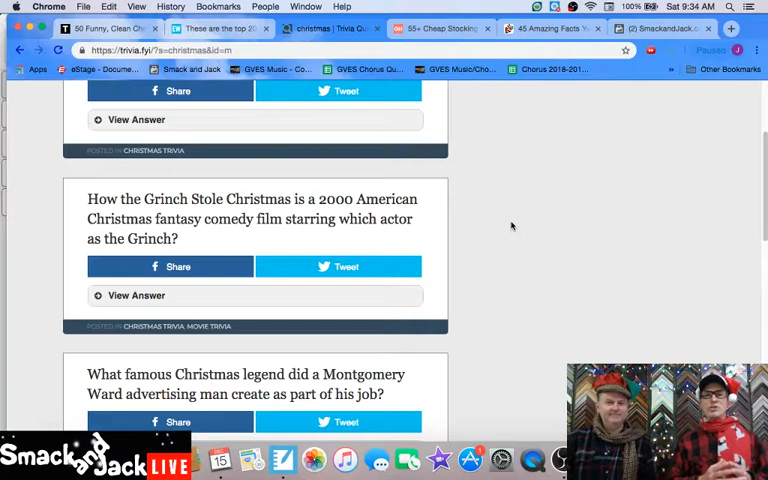 Chrome File Edit View History Bookmarks People Window Help 100% Sat 9:34 AM
50 Funny, Clean Ch These are the top 20 christmas | Trivia Qu 55+ Cheap Stocking 45 Amazing Facts Y (2) SmackandJack.o
https://trivia.fyi/?s=christmas&id=m Paused J
Apps eStage - Docume... Smack and Jack GVES Music - Co... GVES Chorus Qu... GVES Music/Cho... Chorus 2018-201... » Other Bookmarks
Share Tweet
View Answer
POSTED IN CHRISTMAS TRIVIA
How the Grinch Stole Christmas is a 2000 American
Christmas fantasy comedy film starring which actor
as the Grinch?
Share Tweet
View Answer
POSTED IN CHRISTMAS TRIVIA, MOVIE TRIVIA
What famous Christmas legend did a Montgomery
Ward advertising man create as part of his job?
Share Tweet
Smack and Jack LIVE
15
1